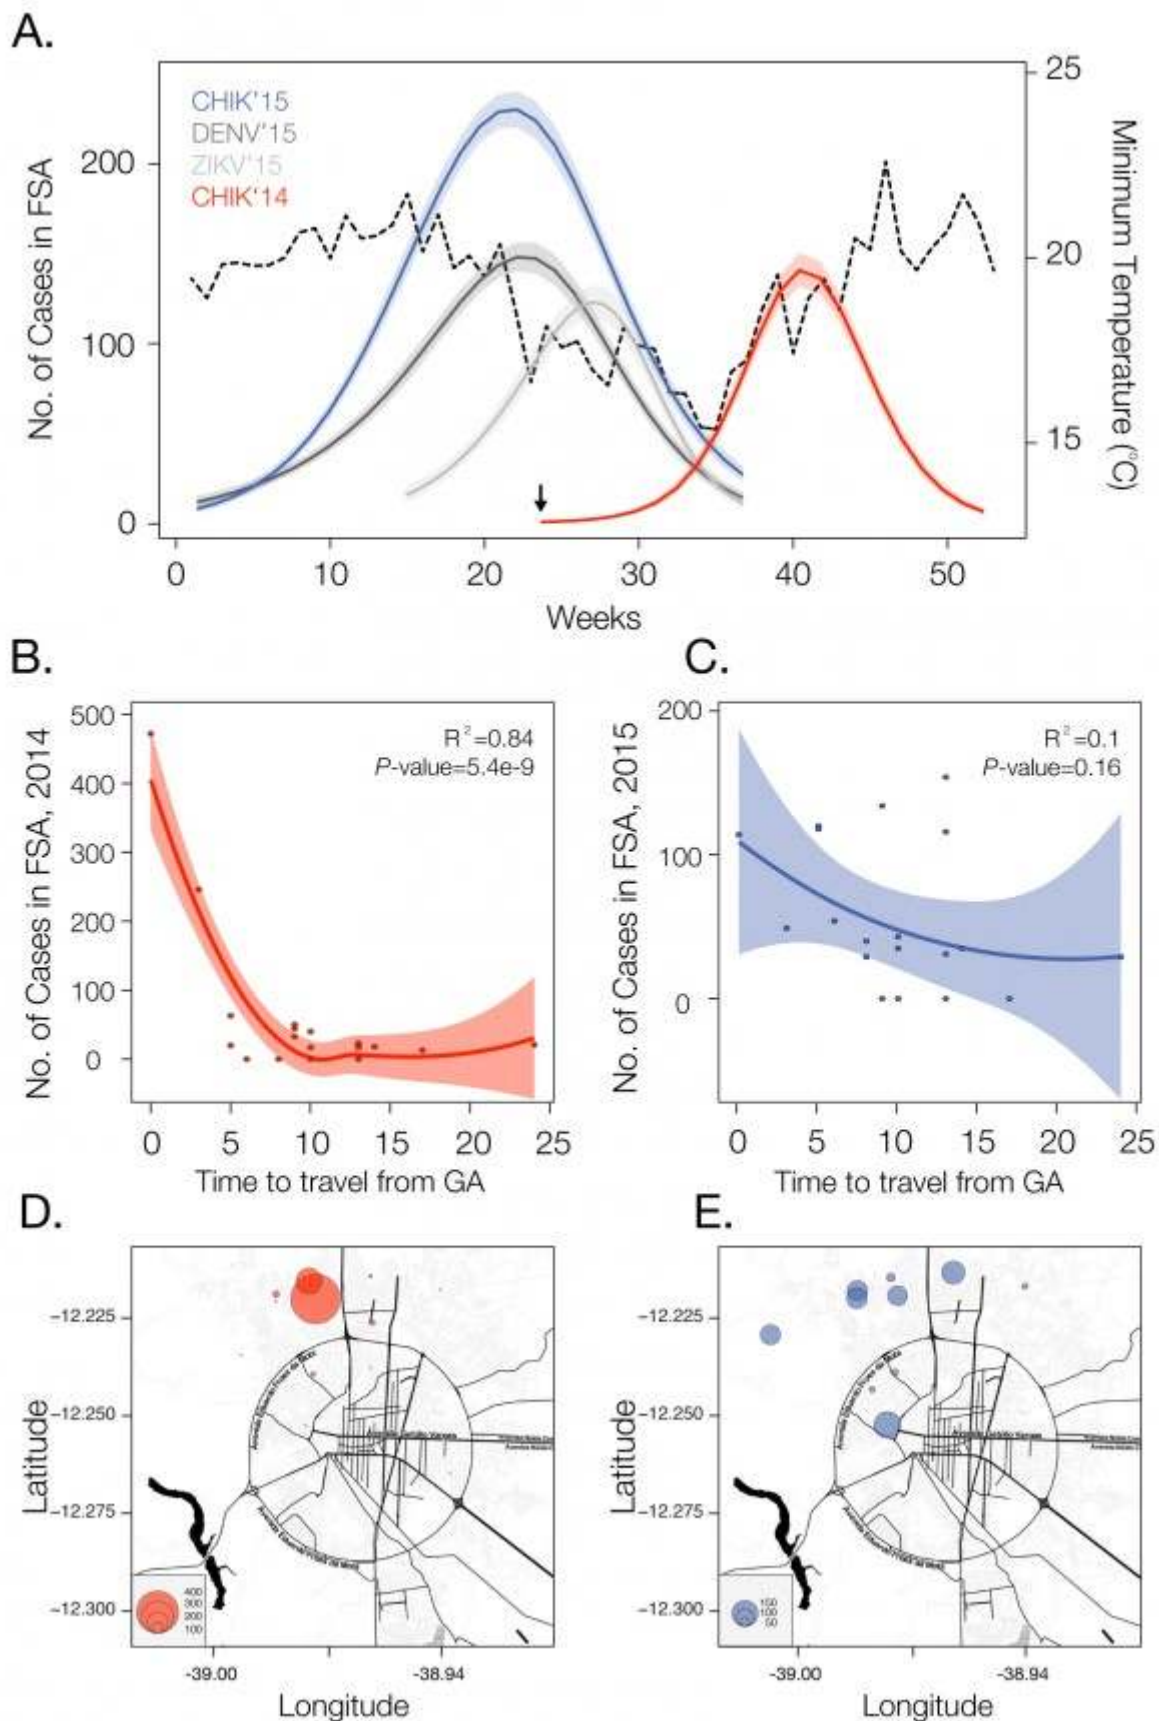 A.
CHIK'15
DENV'15
ZIKV'15
CHIK'14
No. of Cases in FSA
200
100
0
25
20
15
Minimum Temperature (°C)
0 10 20 30 40 50
Weeks
B.
No. of Cases in FSA, 2014
500
400
300
200
100
0
R²=0.84
P-value=5.4e-9
0 5 10 15 20 25
Time to travel from GA
C.
No. of Cases in FSA, 2015
200
100
0
R²=0.1
P-value=0.16
0 5 10 15 20 25
Time to travel from GA
D.
Latitude
−12.225
−12.250
−12.275
−12.300
400
300
200
100
-39.00 -38.94
Longitude
E.
Latitude
−12.225
−12.250
−12.275
−12.300
150
100
50
-39.00 -38.94
Longitude